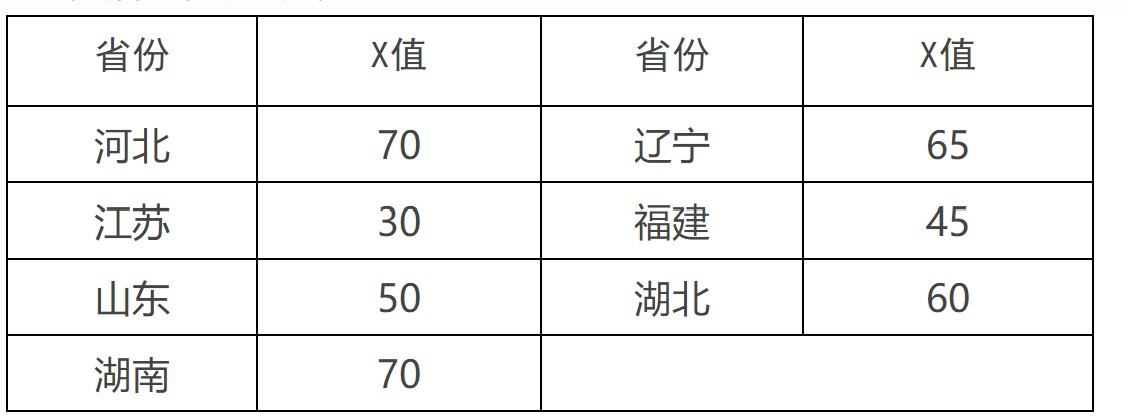 省份 X值 省份 X值
河北 70 辽宁 65
江苏 30 福建 45
山东 50 湖北 60
湖南 70